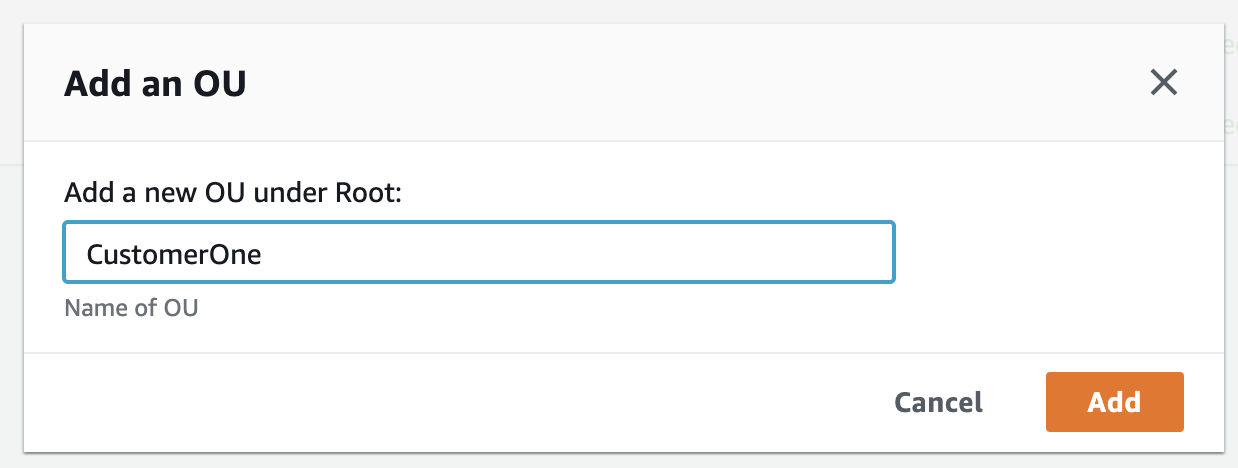 Add an OU
Add a new OU under Root:
CustomerOne
Name of OU
Cancel
Add